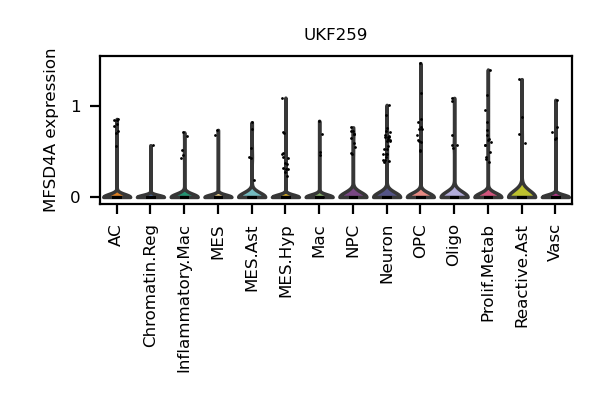 UKF259
MFSD4A expression
1
0
AC
Chromatin.Reg
Inflammatory.Mac
MES
MES.Ast
MES.Hyp
Mac
NPC
Neuron
OPC
Oligo
Prolif.Metab
Reactive.Ast
Vasc